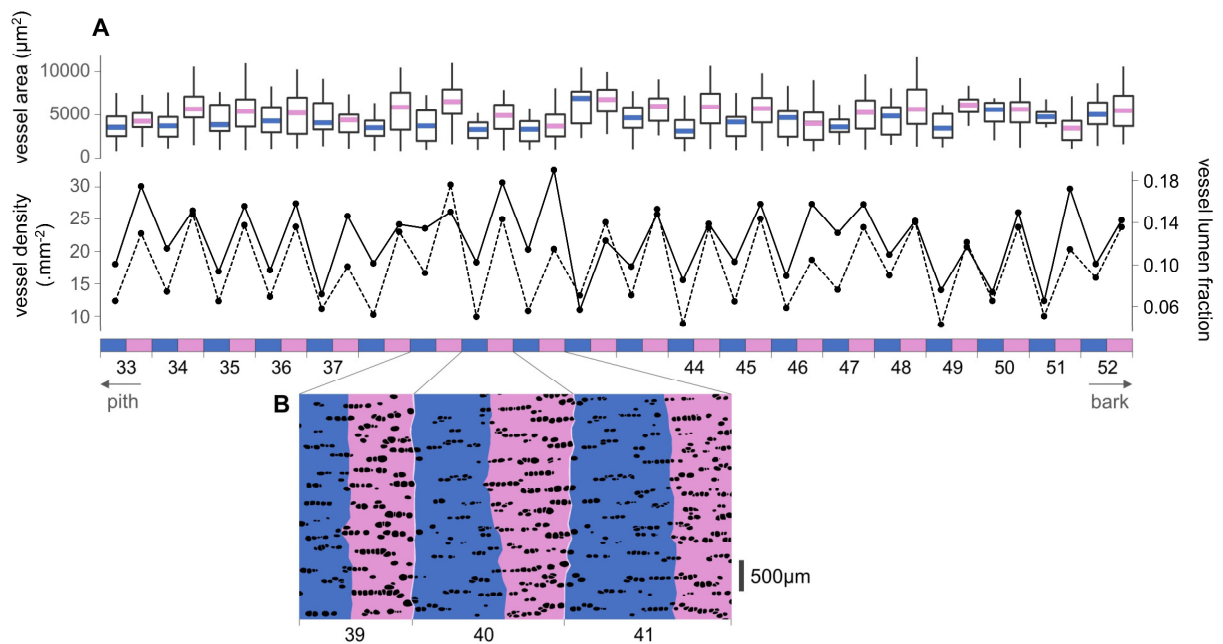 A
vessel area (µm²)
10000
5000
0
vessel density
(.mm-²)
30
25
20
15
10
0.18
0.14
0.10
0.06
vessel lumen fraction
33 34 35 36 37 44 45 46 47 48 49 50 51 52
pith
bark
B
500µm
39 40 41